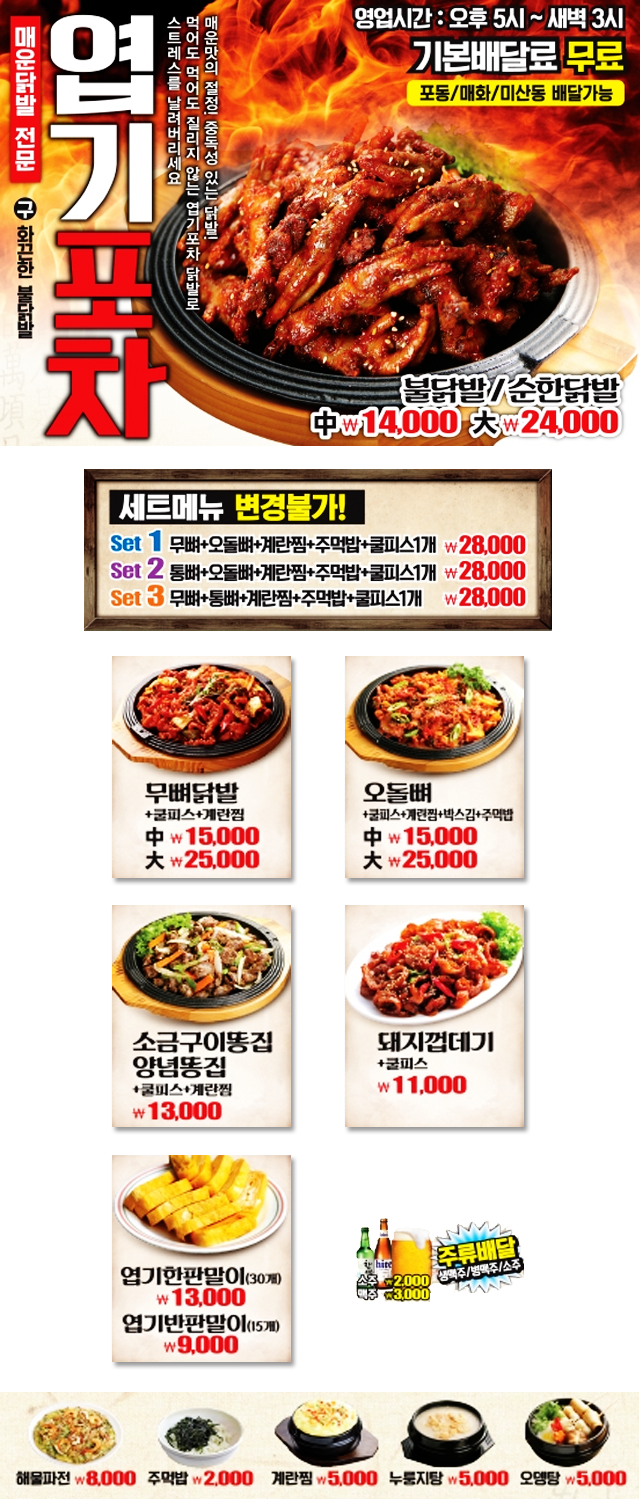 영업시간 : 오후 5시 ~ 새벽 3시
기본배달료 무료
포동/매화/미산동 배달가능
매운닭발 전문
엽기포차
구 화끈한 불닭발
매운맛의 절정! 중독성 있는 닭발!
먹어도 먹어도 질리지 않는 엽기포차 닭발로
스트레스를 날려버리세요
불닭발/순한닭발
中 ₩14,000 大 ₩24,000
세트메뉴 변경불가!
Set 1 무뼈+오돌뼈+계란찜+주먹밥+쿨피스1개 ₩28,000
Set 2 통뼈+오돌뼈+계란찜+주먹밥+쿨피스1개 ₩28,000
Set 3 무뼈+통뼈+계란찜+주먹밥+쿨피스1개 ₩28,000
무뼈닭발
+쿨피스+계란찜
中 ₩15,000
大 ₩25,000
오돌뼈
+쿨피스+계란찜+박스김+주먹밥
中 ₩15,000
大 ₩25,000
소금구이똥집
양념똥집
+쿨피스+계란찜
₩13,000
돼지껍데기
+쿨피스
₩11,000
엽기한판말이(30개)
₩13,000
엽기반판말이(15개)
₩9,000
소주 ₩2,000
맥주 ₩3,000
주류배달
생맥주/병맥주/소주
해물파전 ₩8,000 주먹밥 ₩2,000 계란찜 ₩5,000 누룽지탕 ₩5,000 오뎅탕 ₩5,000